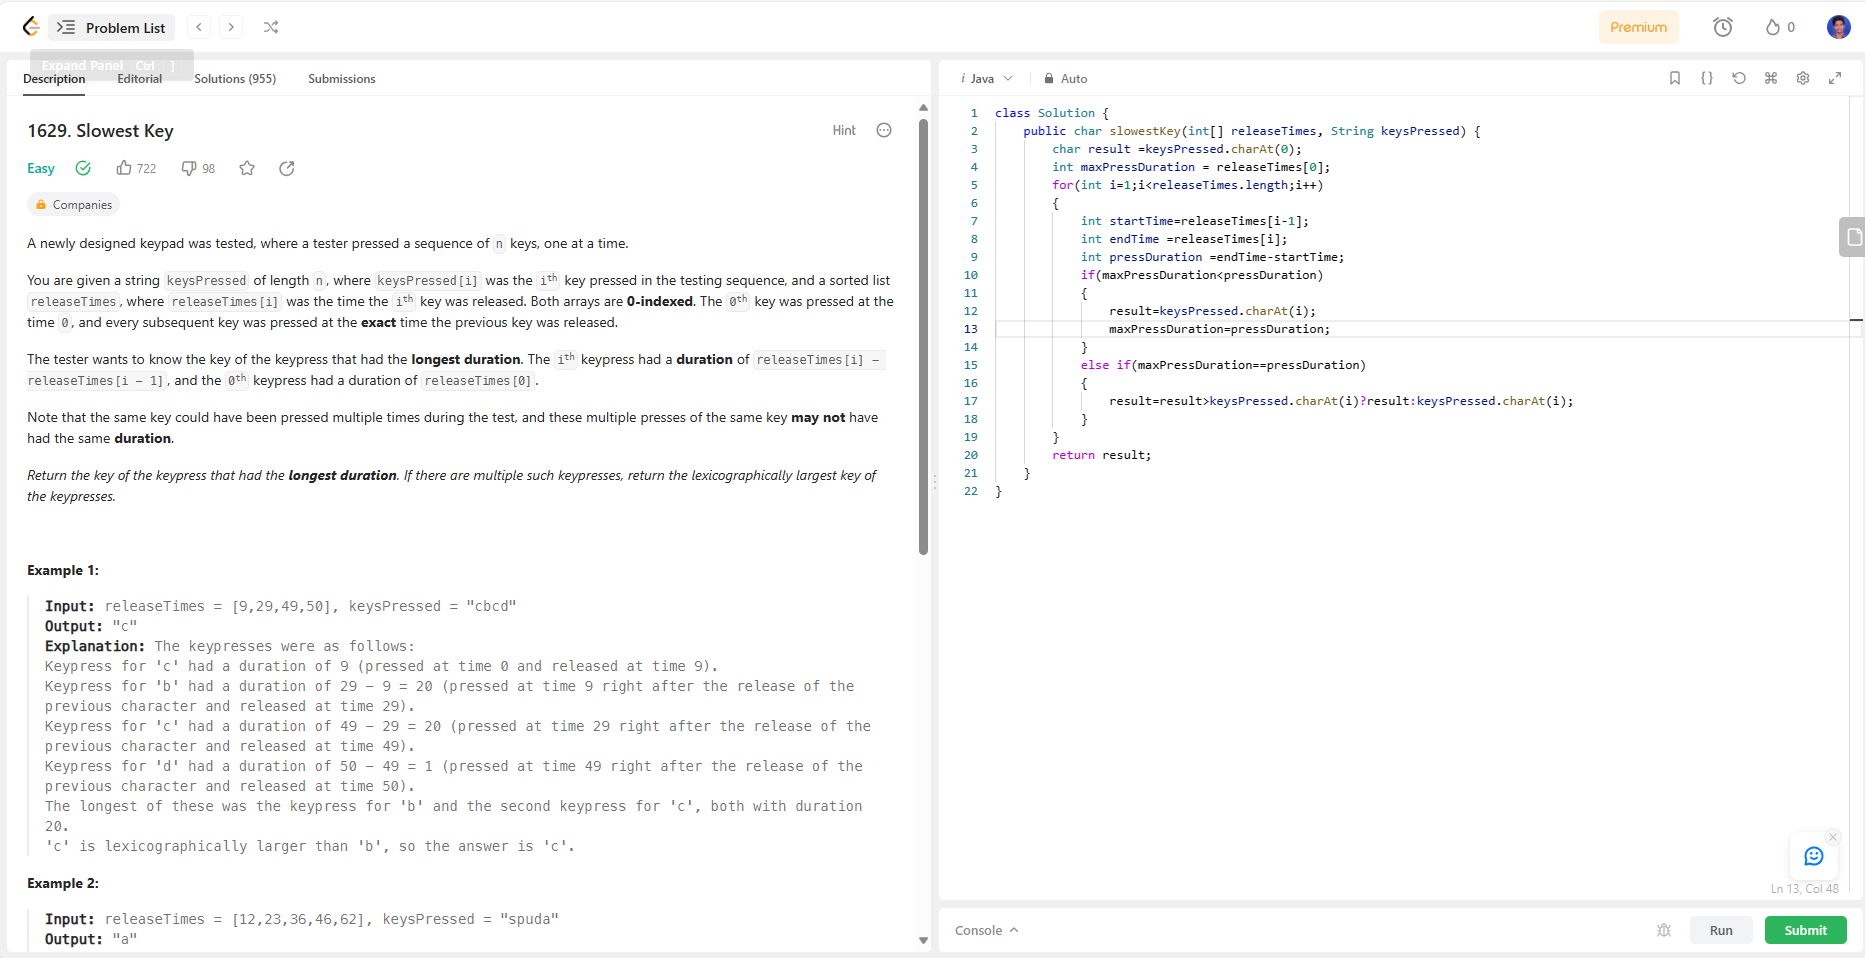 Problem List
Premium
0
Expand Panel Ctrl ]
Description Editorial Solutions (955) Submissions
1629. Slowest Key
Hint
Easy 722 98
Companies
A newly designed keypad was tested, where a tester pressed a sequence of n keys, one at a time.
You are given a string keysPressed of length n, where keysPressed[i] was the ith key pressed in the testing sequence, and a sorted list
releaseTimes, where releaseTimes[i] was the time the ith key was released. Both arrays are 0-indexed. The 0th key was pressed at the
time 0, and every subsequent key was pressed at the exact time the previous key was released.
The tester wants to know the key of the keypress that had the longest duration. The ith keypress had a duration of releaseTimes[i] -
releaseTimes[i - 1], and the 0th keypress had a duration of releaseTimes[0].
Note that the same key could have been pressed multiple times during the test, and these multiple presses of the same key may not have
had the same duration.
Return the key of the keypress that had the longest duration. If there are multiple such keypresses, return the lexicographically largest key of
the keypresses.
Example 1:
Input: releaseTimes = [9,29,49,50], keysPressed = "cbcd"
Output: "c"
Explanation: The keypresses were as follows:
Keypress for 'c' had a duration of 9 (pressed at time 0 and released at time 9).
Keypress for 'b' had a duration of 29 - 9 = 20 (pressed at time 9 right after the release of the
previous character and released at time 29).
Keypress for 'c' had a duration of 49 - 29 = 20 (pressed at time 29 right after the release of the
previous character and released at time 49).
Keypress for 'd' had a duration of 50 - 49 = 1 (pressed at time 49 right after the release of the
previous character and released at time 50).
The longest of these was the keypress for 'b' and the second keypress for 'c', both with duration
20.
'c' is lexicographically larger than 'b', so the answer is 'c'.
Example 2:
Input: releaseTimes = [12,23,36,46,62], keysPressed = "spuda"
Output: "a"
i Java Auto
1 class Solution {
2 public char slowestKey(int[] releaseTimes, String keysPressed) {
3 char result =keysPressed.charAt(0);
4 int maxPressDuration = releaseTimes[0];
5 for(int i=1;i<releaseTimes.length;i++)
6 {
7 int startTime=releaseTimes[i-1];
8 int endTime =releaseTimes[i];
9 int pressDuration =endTime-startTime;
10 if(maxPressDuration<pressDuration)
11 {
12 result=keysPressed.charAt(i);
13 maxPressDuration=pressDuration;
14 }
15 else if(maxPressDuration==pressDuration)
16 {
17 result=result>keysPressed.charAt(i)?result:keysPressed.charAt(i);
18 }
19 }
20 return result;
21 }
22 }
Ln 13, Col 48
Console Run Submit